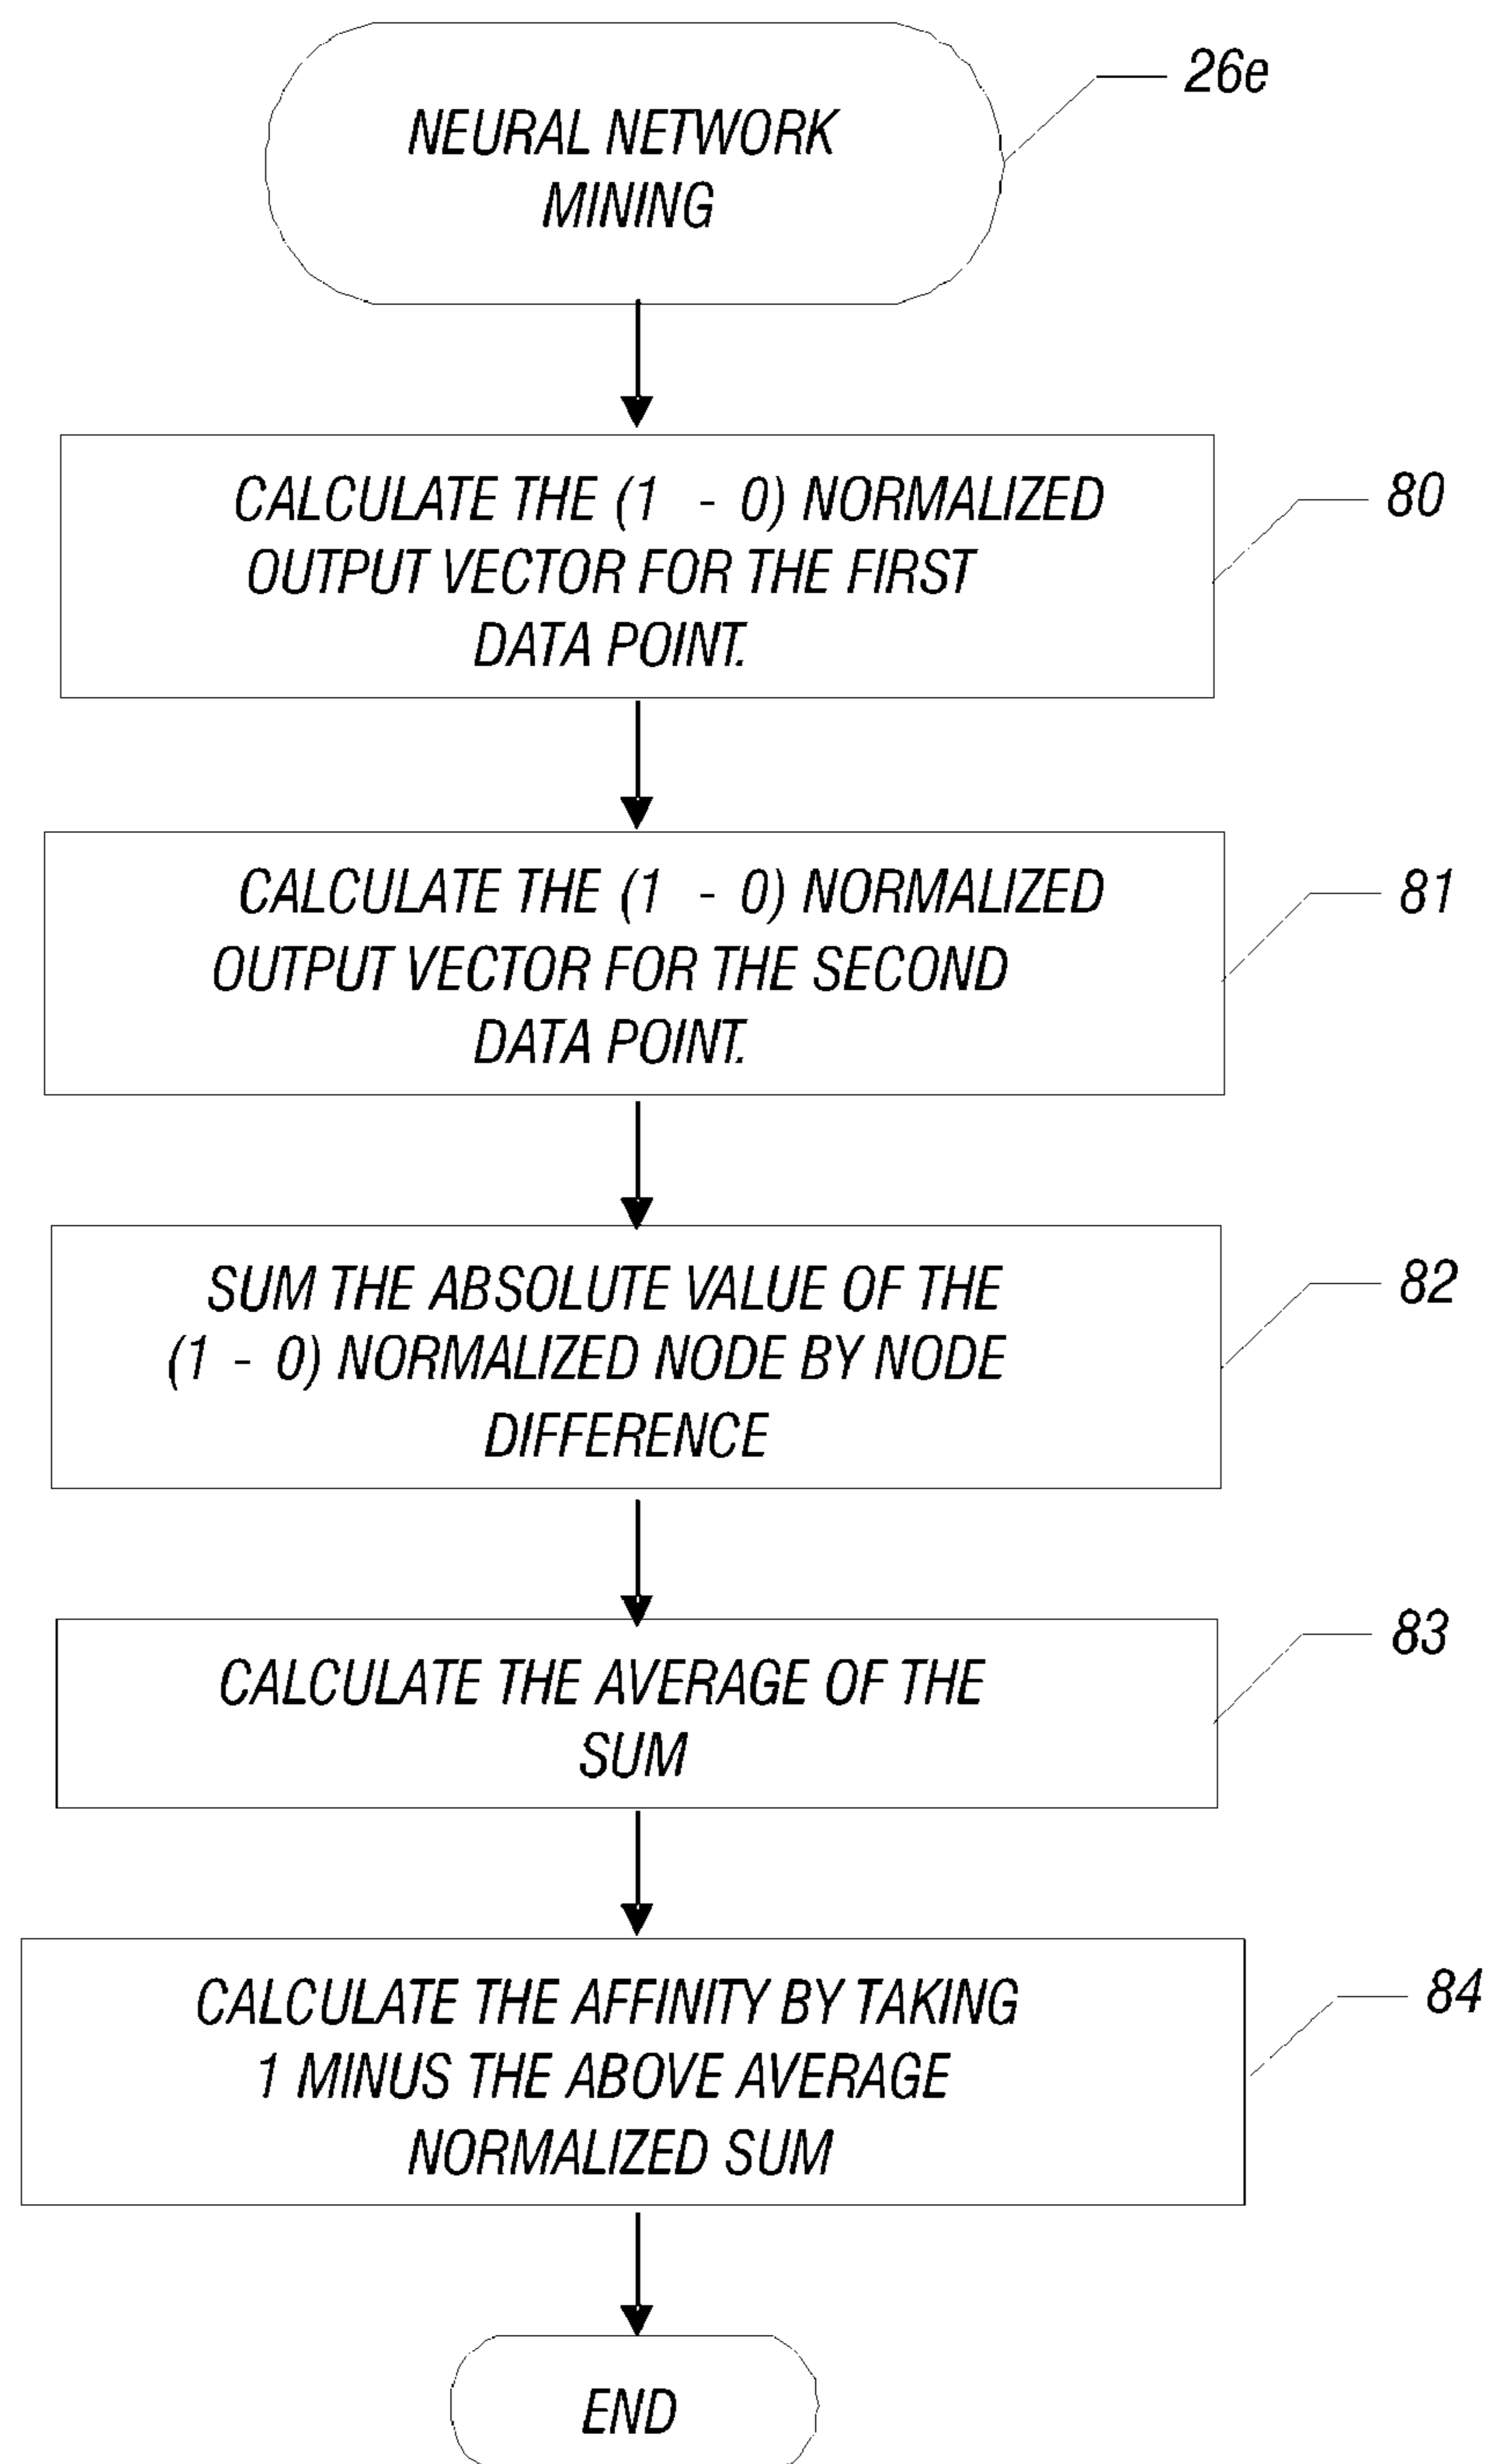 NEURAL NETWORK
MINING
26e
CALCULATE THE (1 - 0) NORMALIZED
OUTPUT VECTOR FOR THE FIRST
DATA POINT.
80
CALCULATE THE (1 - 0) NORMALIZED
OUTPUT VECTOR FOR THE SECOND
DATA POINT.
81
SUM THE ABSOLUTE VALUE OF THE
(1 - 0) NORMALIZED NODE BY NODE
DIFFERENCE
82
CALCULATE THE AVERAGE OF THE
SUM
83
CALCULATE THE AFFINITY BY TAKING
1 MINUS THE ABOVE AVERAGE
NORMALIZED SUM
84
END